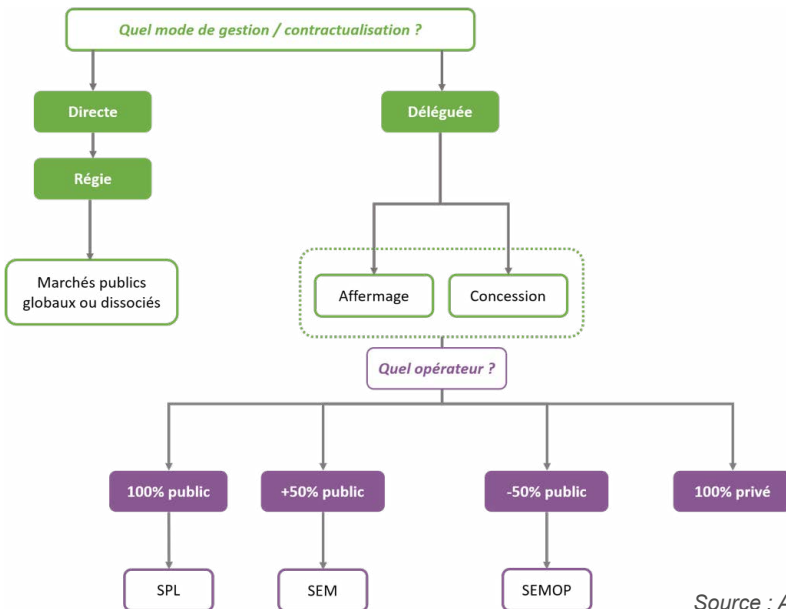 Quel mode de gestion / contractualisation ?
Directe
Déléguée
Régie
Marchés publics
globaux ou dissociés
Affermage
Concession
Quel opérateur ?
100% public
+50% public
-50% public
100% privé
SPL
SEM
SEMOP
Source :